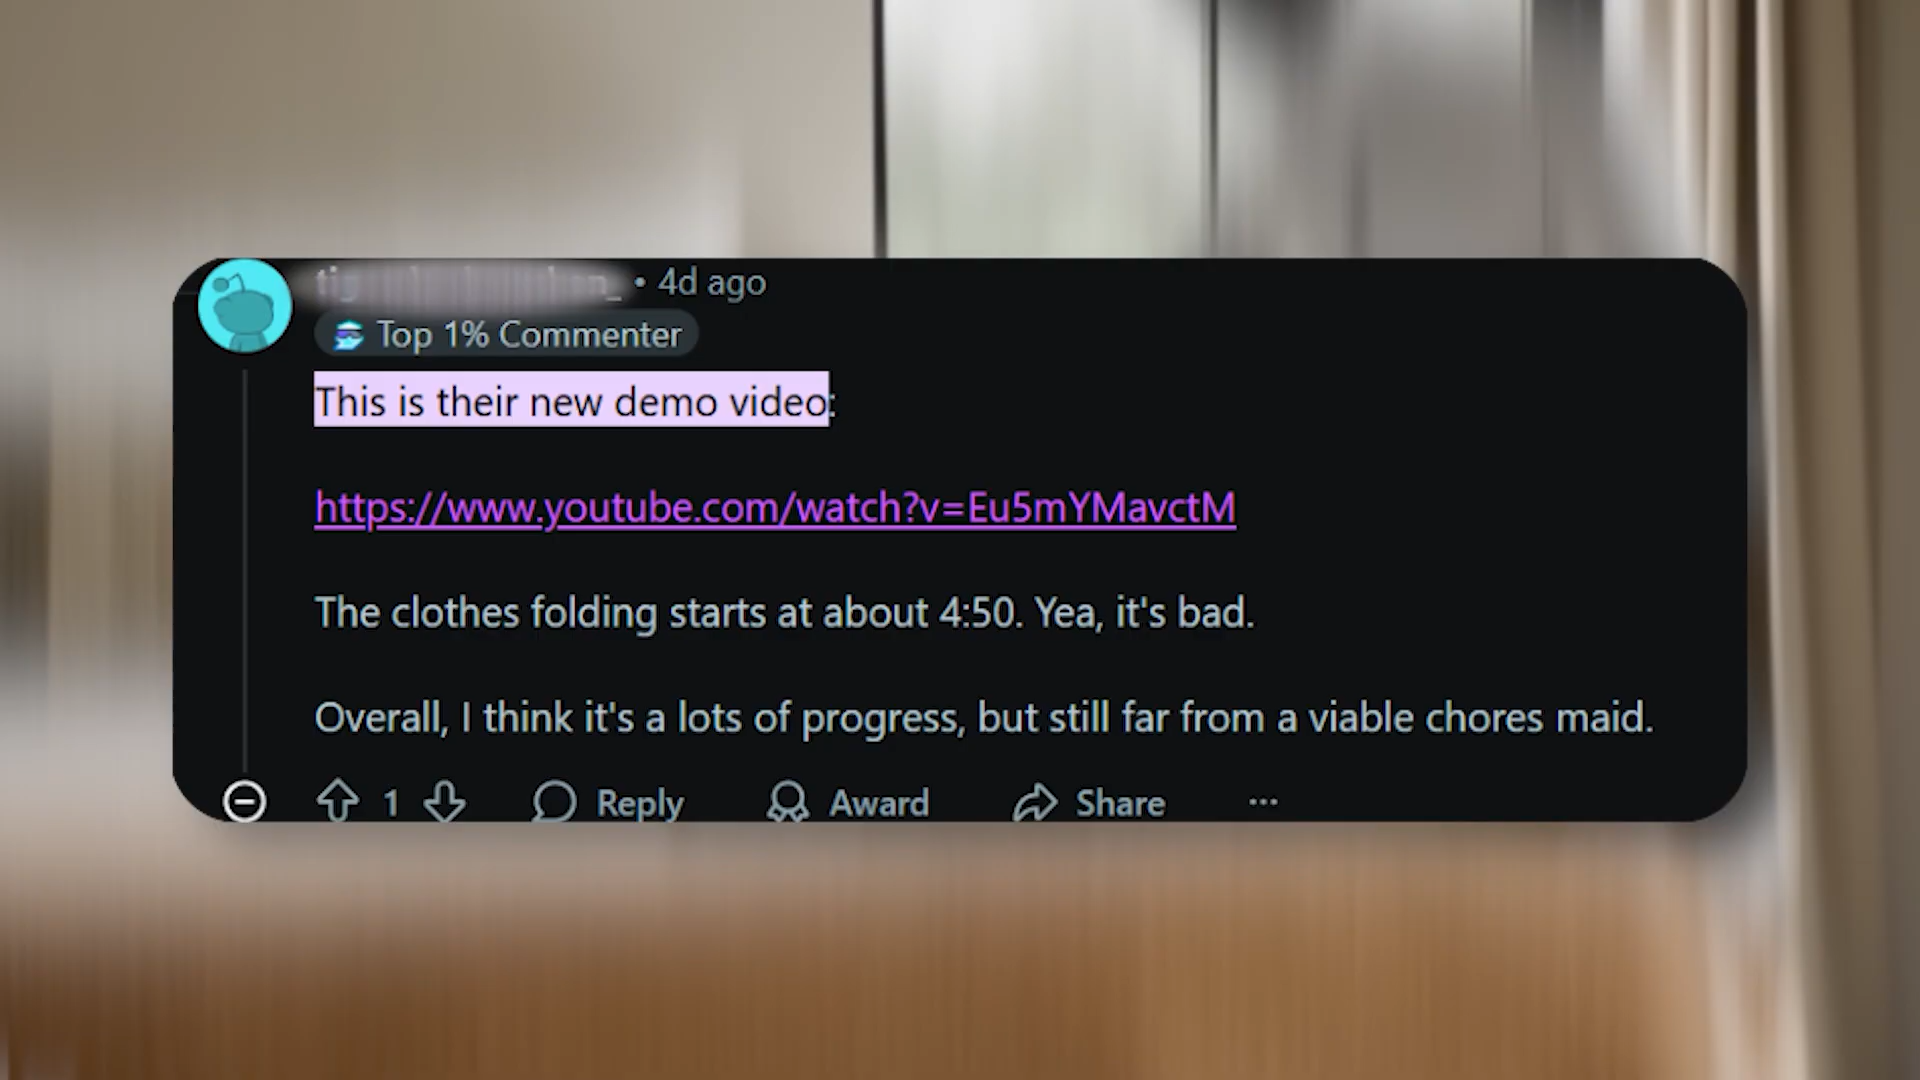 • 4d ago
Top 1% Commenter
This is their new demo video:
https://www.youtube.com/watch?v=Eu5mYMavctM
The clothes folding starts at about 4:50. Yea, it's bad.
Overall, I think it's a lots of progress, but still far from a viable chores maid.
1 Reply Award Share ...